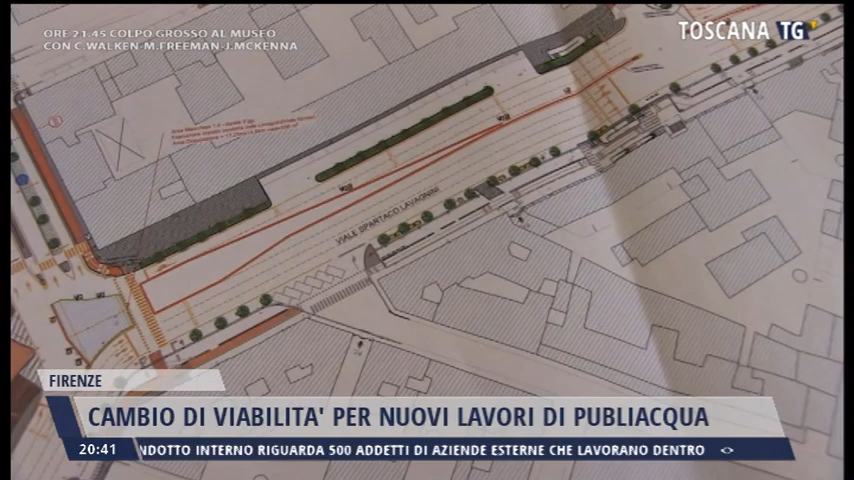 ORE 21.45 COLPO GROSSO AL MUSEO
CON C.WALKEN-M.FREEMAN-J.MCKENNA
TOSCANA TG
VIALE SPARTACO LAVAGNINI
FIRENZE
CAMBIO DI VIABILITA' PER NUOVI LAVORI DI PUBLIACQUA
20:41
NDOTTO INTERNO RIGUARDA 500 ADDETTI DI AZIENDE ESTERNE CHE LAVORANO DENTRO